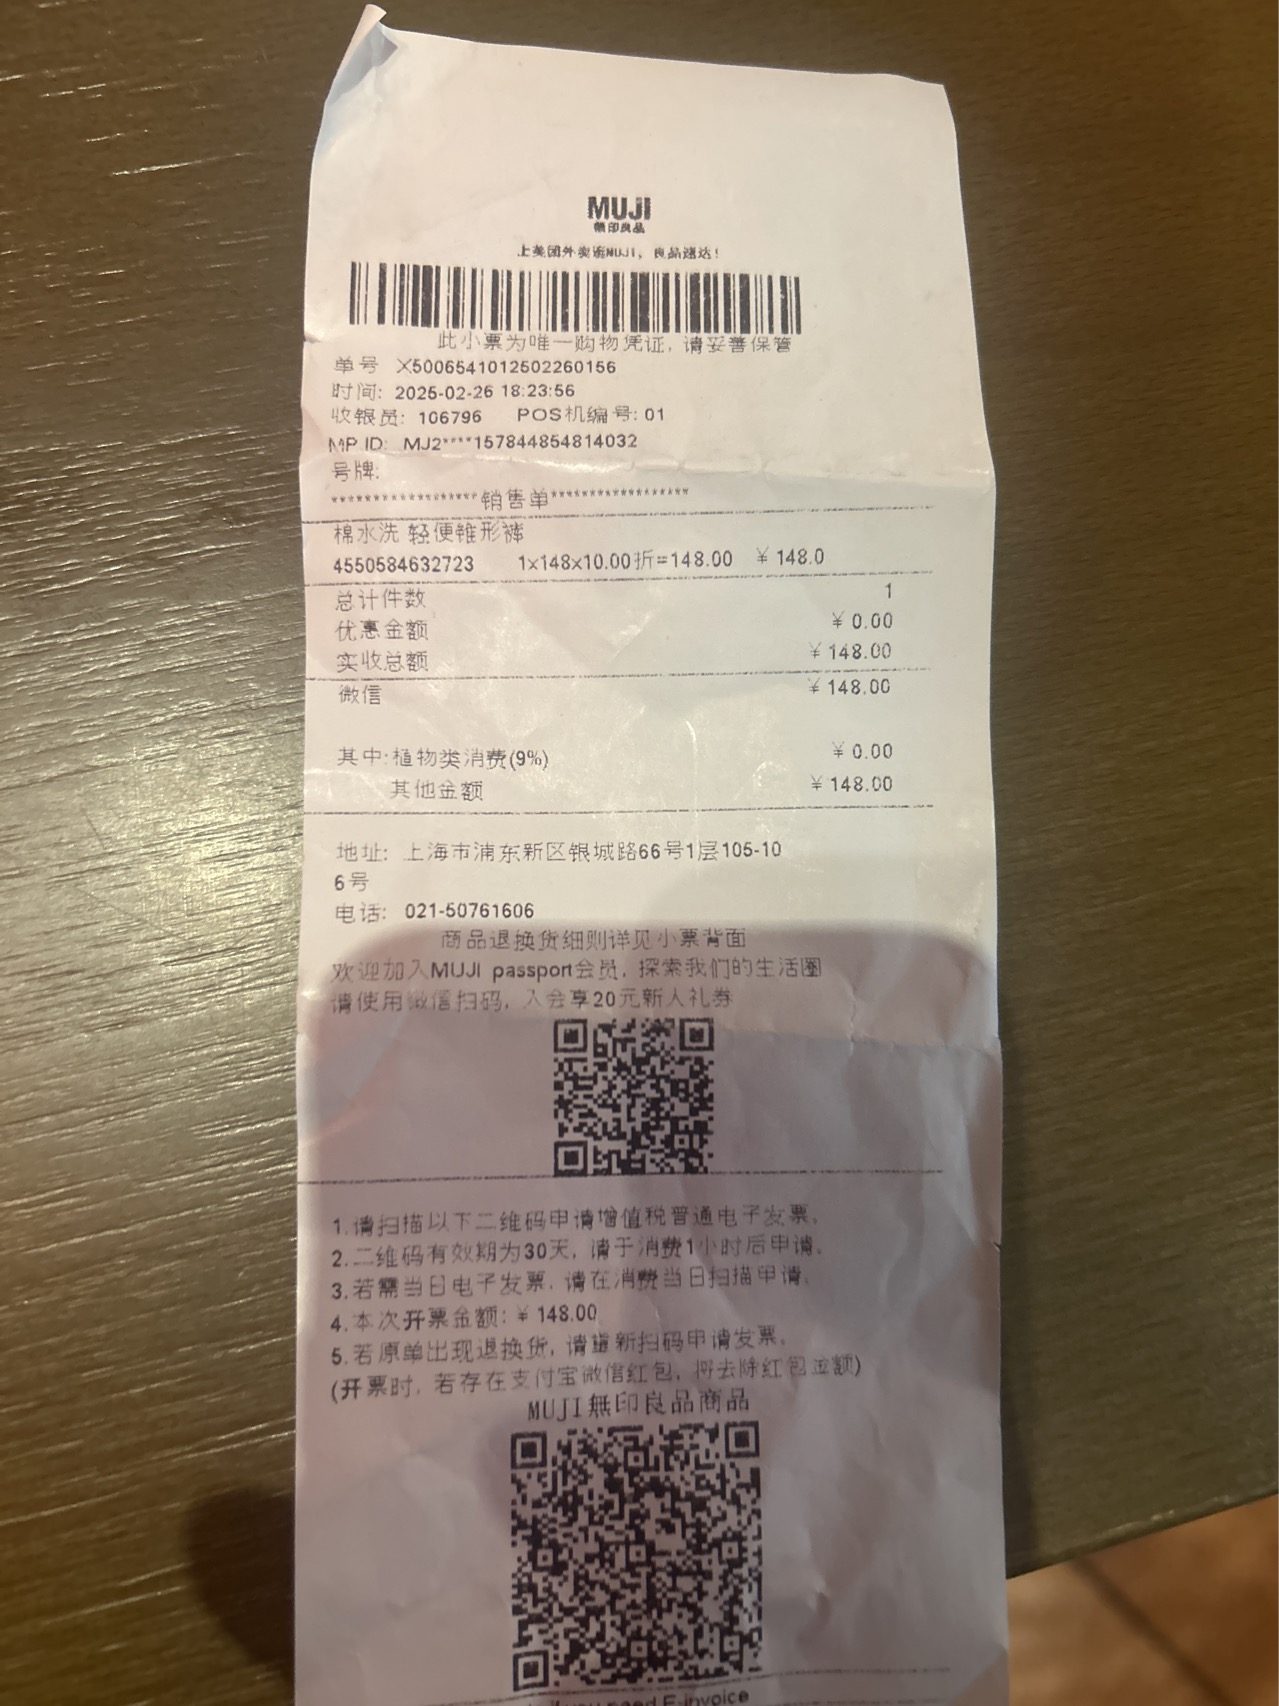 MUJI
無印良品
上美团外卖逛MUJI，良品速达！
此小票为唯一购物凭证，请妥善保管
单号 X5006541012502260156
时间: 2025-02-26 18:23:56
收银员: 106796 POS机编号: 01
MP ID: MJ2****157844854814032
号牌:
*******************销售单******************
棉水洗 轻便锥形裤
4550584632723 1x148x10.00折=148.00 ￥148.0
总计件数 1
优惠金额 ￥0.00
实收总额 ￥148.00
微信 ￥148.00
其中:植物类消费(9%) ￥0.00
其他金额 ￥148.00
地址: 上海市浦东新区银城路66号1层105-10
6号
电话: 021-50761606
商品退换货细则详见小票背面
欢迎加入MUJI passport会员，探索我们的生活圈
请使用微信扫码，入会享20元新人礼券
1.请扫描以下二维码申请增值税普通电子发票。
2.二维码有效期为30天，请于消费1小时后申请。
3.若需当日电子发票，请在消费当日扫描申请。
4.本次开票金额: ￥148.00
5.若原单出现退换货，请重新扫码申请发票。
(开票时，若存在支付宝微信红包，将去除红包金额)
MUJI無印良品商品
if you need E-invoice